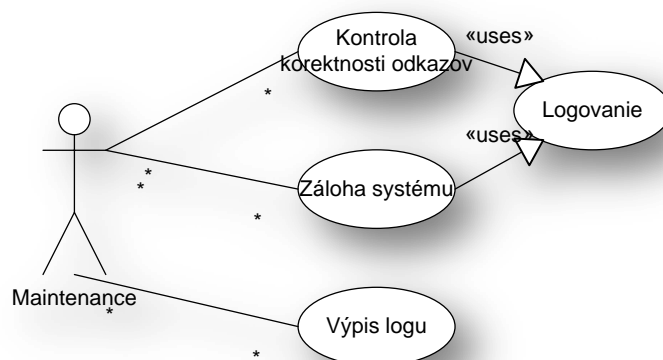 Kontrola
korektnosti odkazov
«uses»
Logovanie
*
«uses»
*
*
Záloha systému
*
Maintenance
*
Výpis logu
*